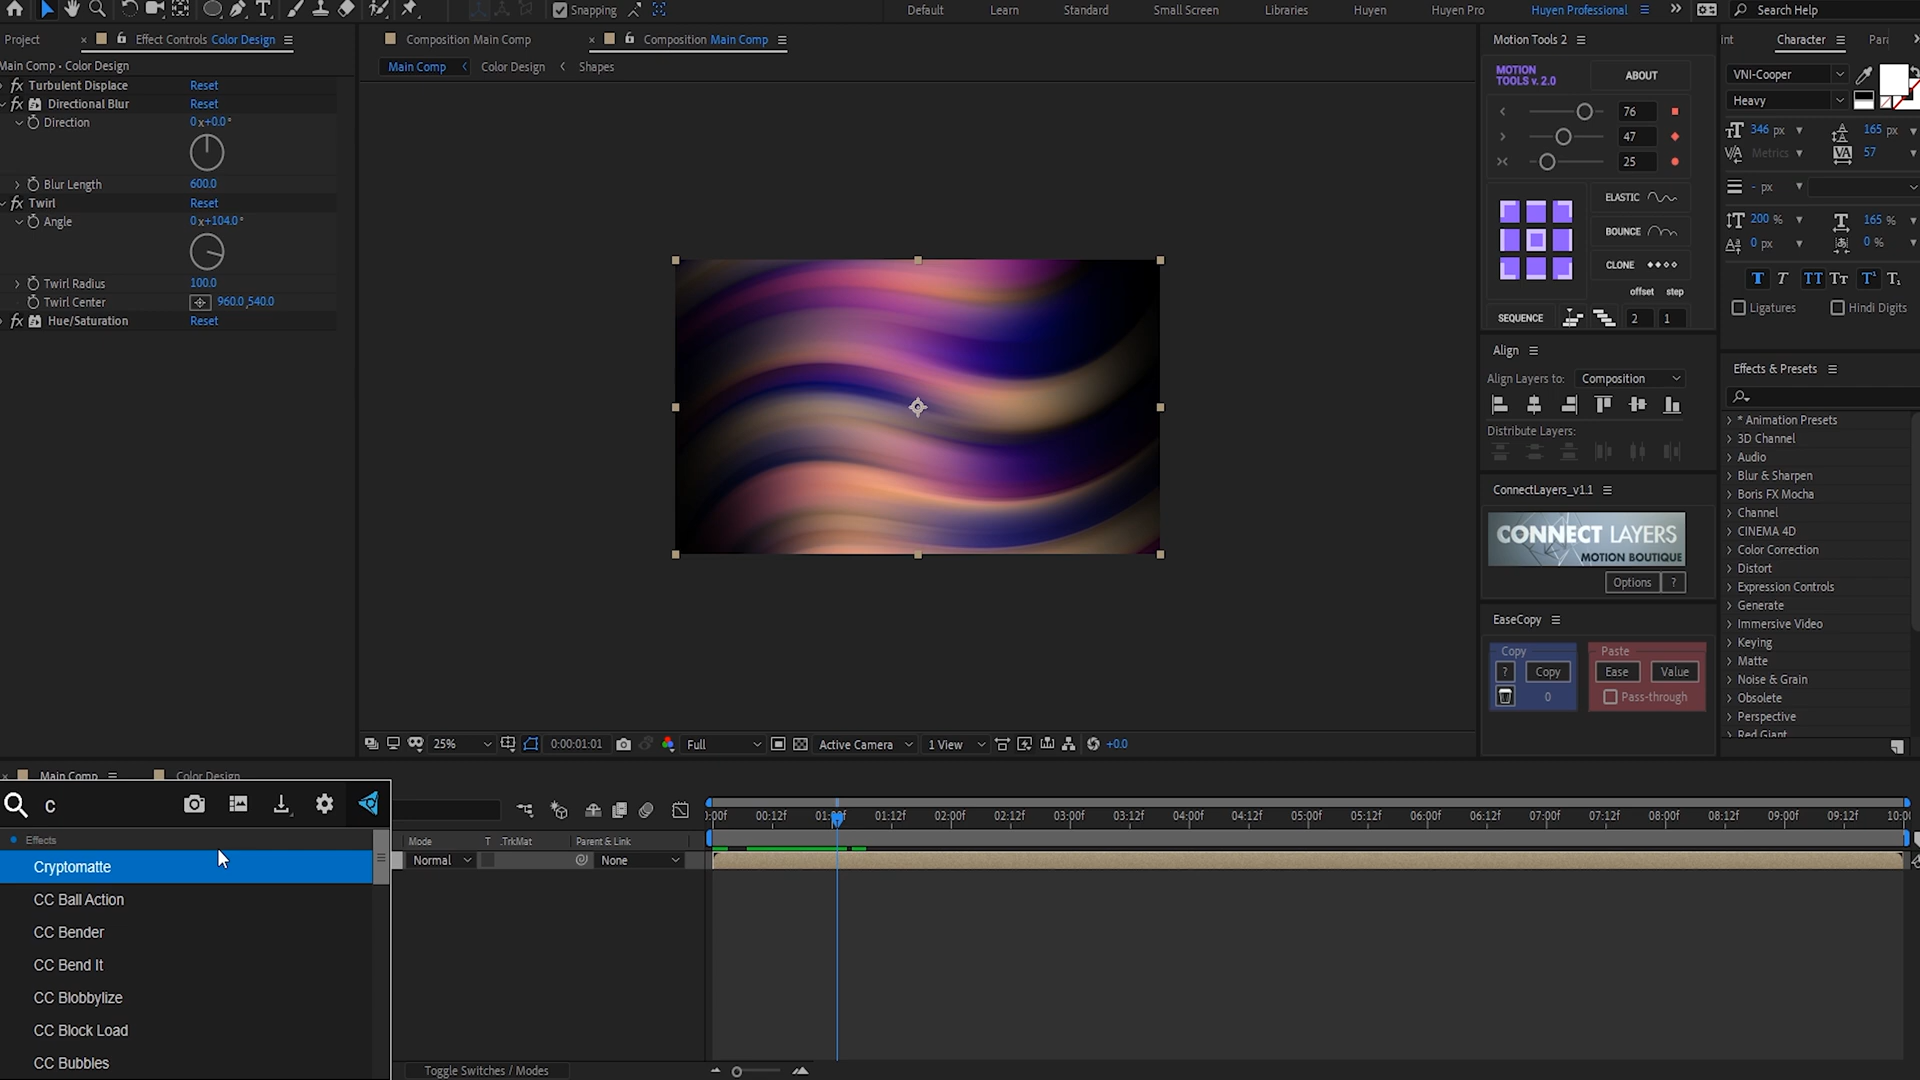 Snapping
Default
Learn
Standard
Small Screen
Libraries
Huyen
Huyen Pro
Huyen Professional
Search Help
Project
Effect Controls Color Design
Composition Main Comp
Composition Main Comp
Motion Tools 2
Character
Main Comp • Color Design
Main Comp
Color Design
Shapes
Turbulent Displace Reset
Directional Blur Reset
Direction 0x+0.0°
Blur Length 600.0
Twirl Reset
Angle 0x+104.0°
Twirl Radius 100.0
Twirl Center 960.0,540.0
Hue/Saturation Reset
MOTION
TOOLS v. 2.0
ABOUT
76
47
25
ELASTIC
BOUNCE
CLONE
offset step
SEQUENCE 2 1
Align
Align Layers to: Composition
Distribute Layers:
ConnectLayers_v1.1
CONNECT LAYERS
MOTION BOUTIQUE
Options ?
EaseCopy
Copy Paste
? Copy Ease Value
0 Pass-through
VNI-Cooper
Heavy
346 px 165 px
Metrics 57
- px
200 % 165 %
0 px 0 %
Ligatures Hindi Digits
Effects & Presets
* Animation Presets
3D Channel
Audio
Blur & Sharpen
Boris FX Mocha
Channel
CINEMA 4D
Color Correction
Distort
Expression Controls
Generate
Immersive Video
Keying
Matte
Noise & Grain
Obsolete
Perspective
Red Giant
25% 0:00:01:01 Full Active Camera 1 View +0.0
Main Comp
Color Design
c
Effects
Cryptomatte
CC Ball Action
CC Bender
CC Bend It
CC Blobbylize
CC Block Load
CC Bubbles
Mode T .TrkMat Parent & Link
Normal None
00:12f 01:12f 02:00f 02:12f 03:00f 03:12f 04:00f 04:12f 05:00f 05:12f 06:00f 06:12f 07:00f 07:12f 08:00f 08:12f 09:00f 09:12f
Toggle Switches / Modes